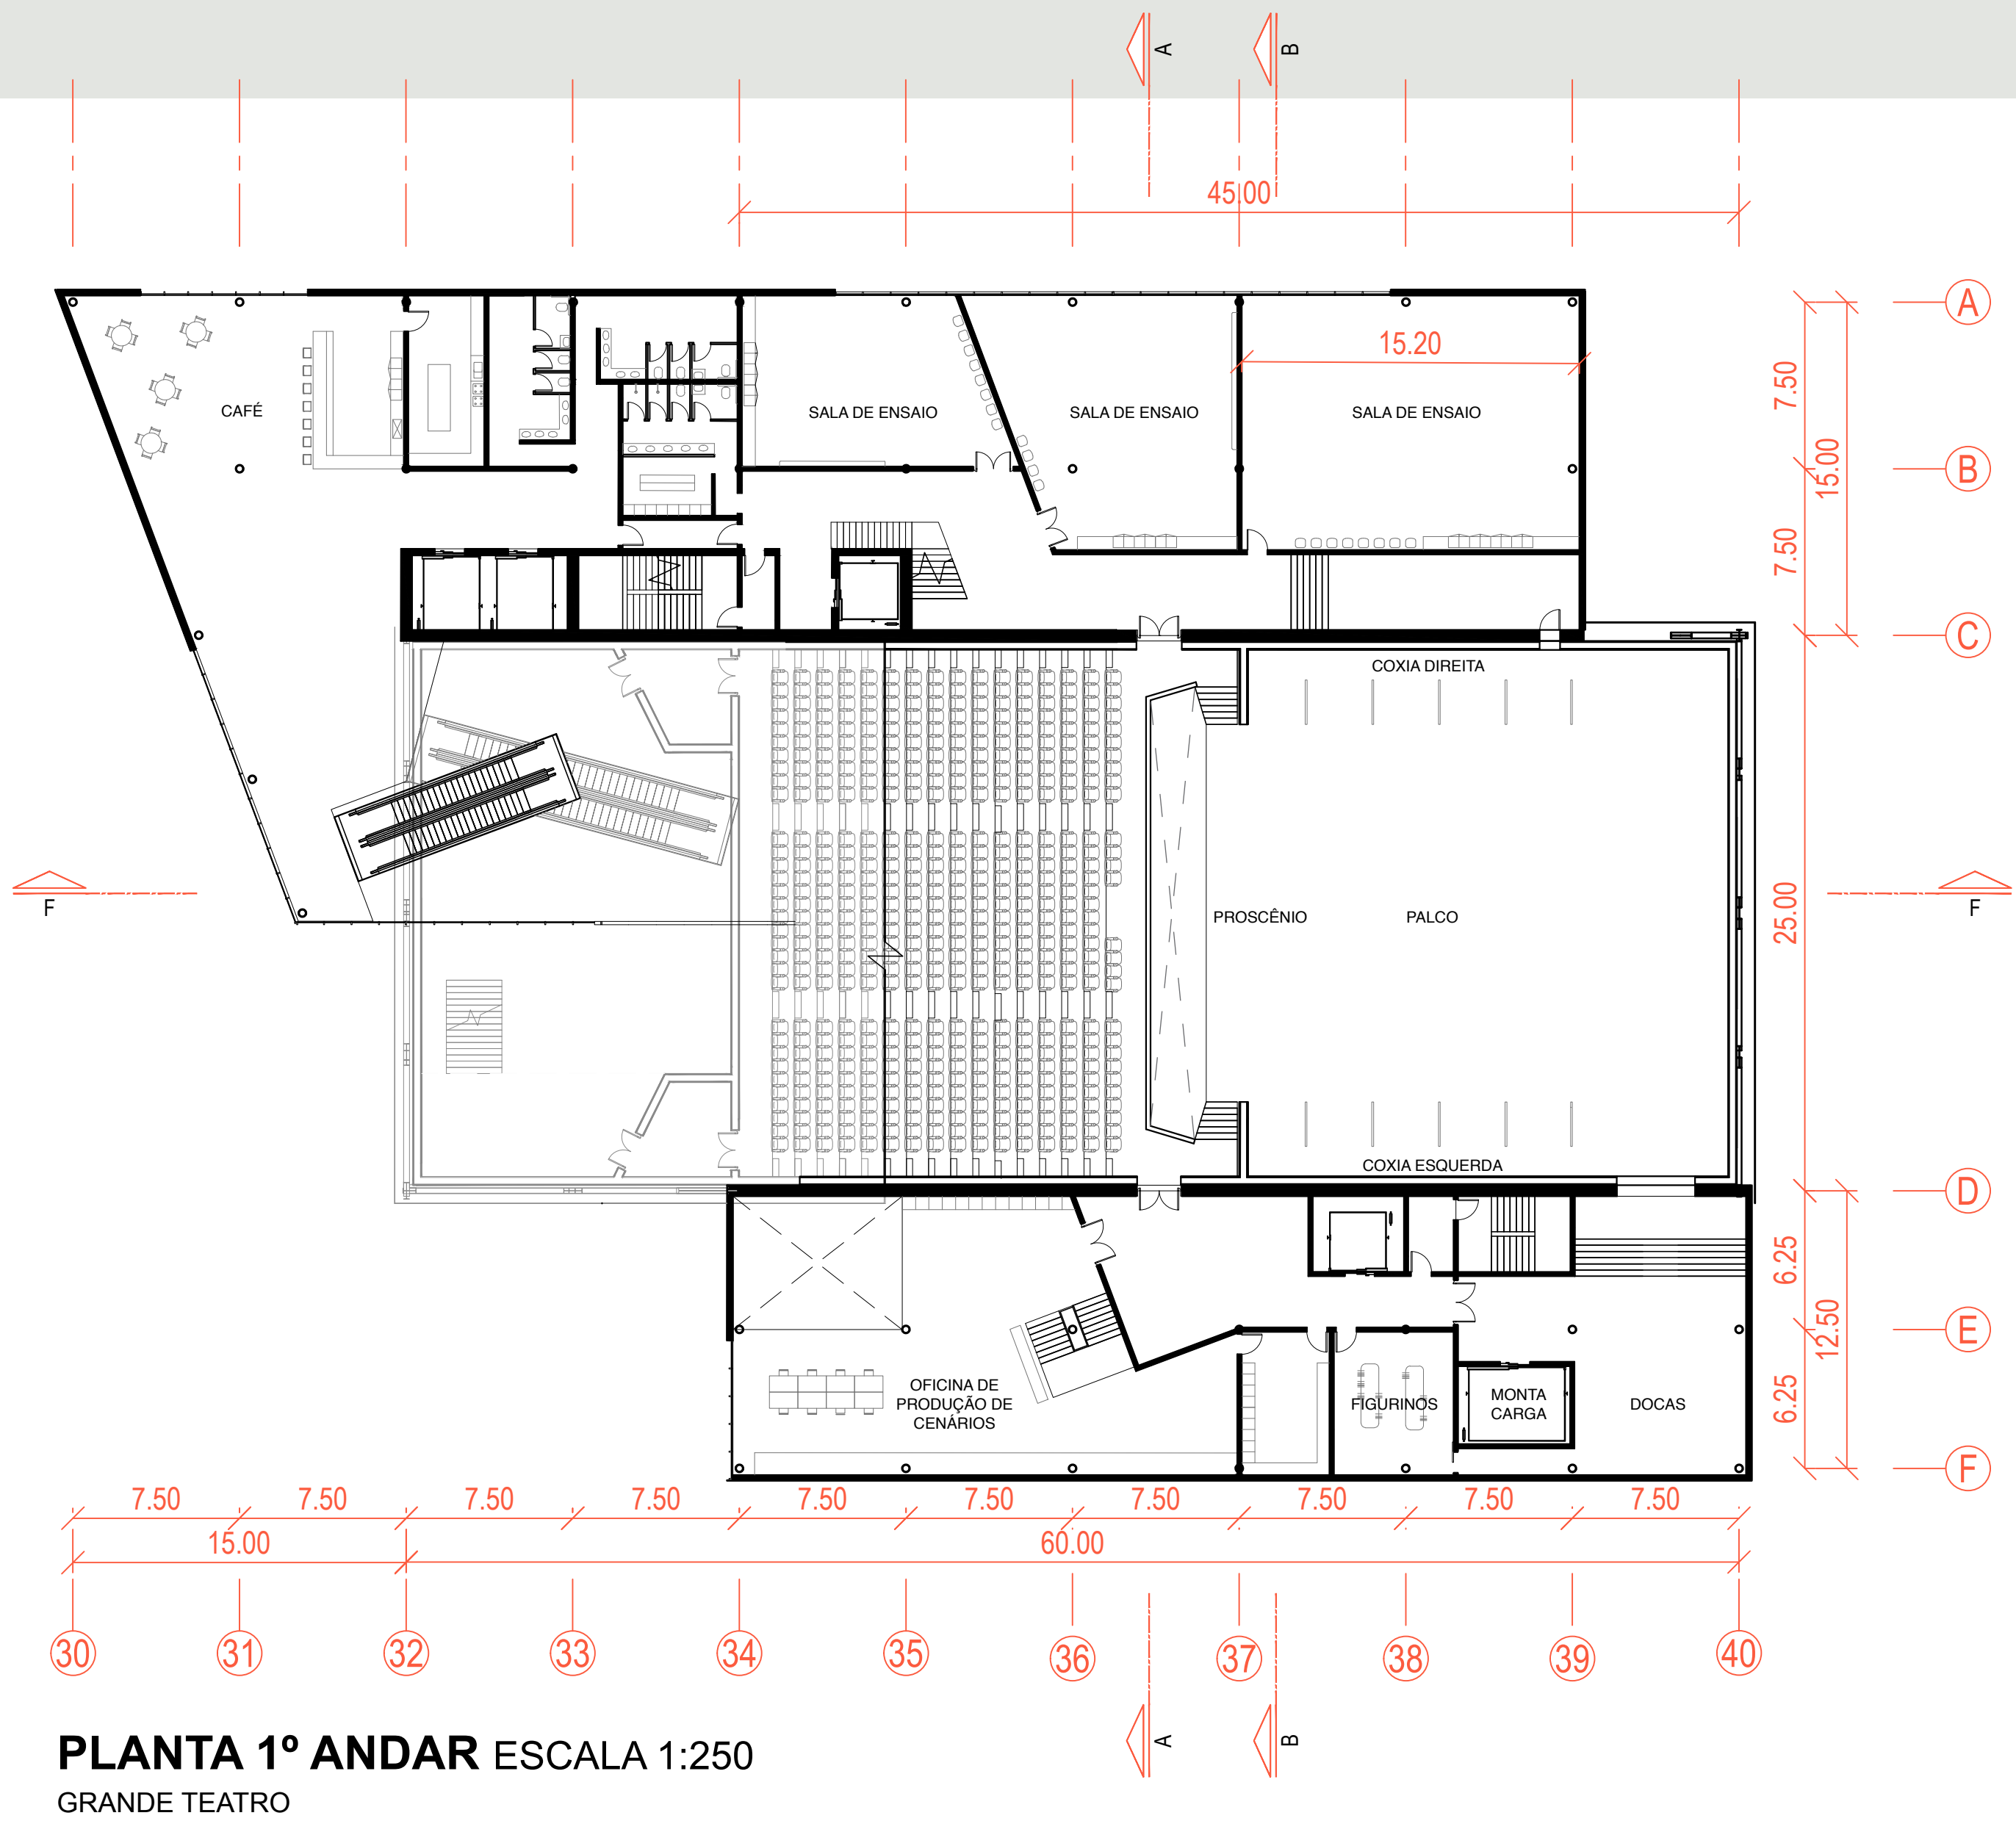 A
B
45.00
A
15.20
7.50
CAFÉ
SALA DE ENSAIO
SALA DE ENSAIO
SALA DE ENSAIO
15.00
B
7.50
C
COXIA DIREITA
F
PROSCÊNIO
PALCO
25.00
F
COXIA ESQUERDA
D
6.25
12.50
E
OFICINA DE
PRODUÇÃO DE
CENÁRIOS
FIGURINOS
MONTA
CARGA
DOCAS
6.25
F
7.50
7.50
7.50
7.50
7.50
7.50
7.50
7.50
7.50
7.50
15.00
60.00
30
31
32
33
34
35
36
37
38
39
40
A
B
PLANTA 1º ANDAR ESCALA 1:250
GRANDE TEATRO